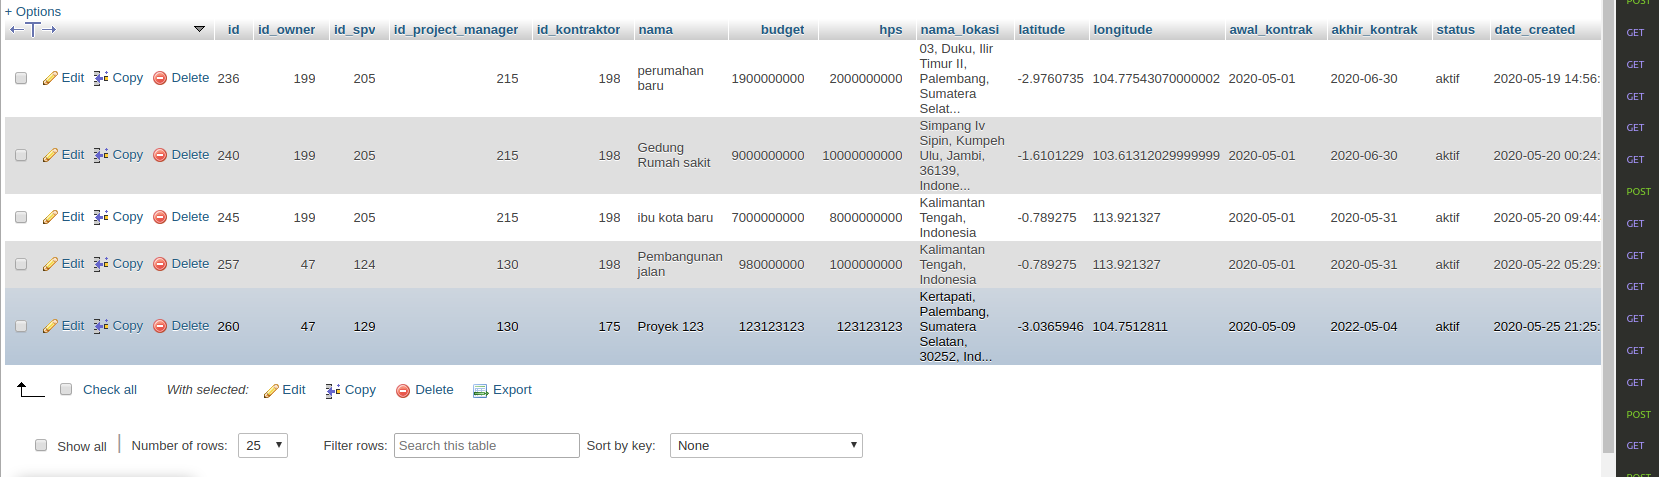 + Options
id id_owner id_spv id_project_manager id_kontraktor nama budget hps nama_lokasi latitude longitude awal_kontrak akhir_kontrak status date_created
Edit Copy Delete 236 199 205 215 198 perumahan baru 1900000000 2000000000 03, Duku, Ilir Timur II, Palembang, Sumatera Selat... -2.9760735 104.77543070000002 2020-05-01 2020-06-30 aktif 2020-05-19 14:56:
Edit Copy Delete 240 199 205 215 198 Gedung Rumah sakit 9000000000 10000000000 Simpang Iv Sipin, Kumpeh Ulu, Jambi, 36139, Indone... -1.6101229 103.61312029999999 2020-05-01 2020-06-30 aktif 2020-05-20 00:24:
Edit Copy Delete 245 199 205 215 198 ibu kota baru 7000000000 8000000000 Kalimantan Tengah, Indonesia -0.789275 113.921327 2020-05-01 2020-05-31 aktif 2020-05-20 09:44:
Edit Copy Delete 257 47 124 130 198 Pembangunan jalan 980000000 1000000000 Kalimantan Tengah, Indonesia -0.789275 113.921327 2020-05-01 2020-05-31 aktif 2020-05-22 05:29:
Edit Copy Delete 260 47 129 130 175 Proyek 123 123123123 123123123 Kertapati, Palembang, Sumatera Selatan, 30252, Ind... -3.0365946 104.7512811 2020-05-09 2022-05-04 aktif 2020-05-25 21:25:
Check all With selected: Edit Copy Delete Export
Show all Number of rows: 25 Filter rows: Search this table Sort by key: None
POST
GET
GET
GET
GET
GET
POST
GET
GET
GET
GET
GET
GET
POST
GET
POST